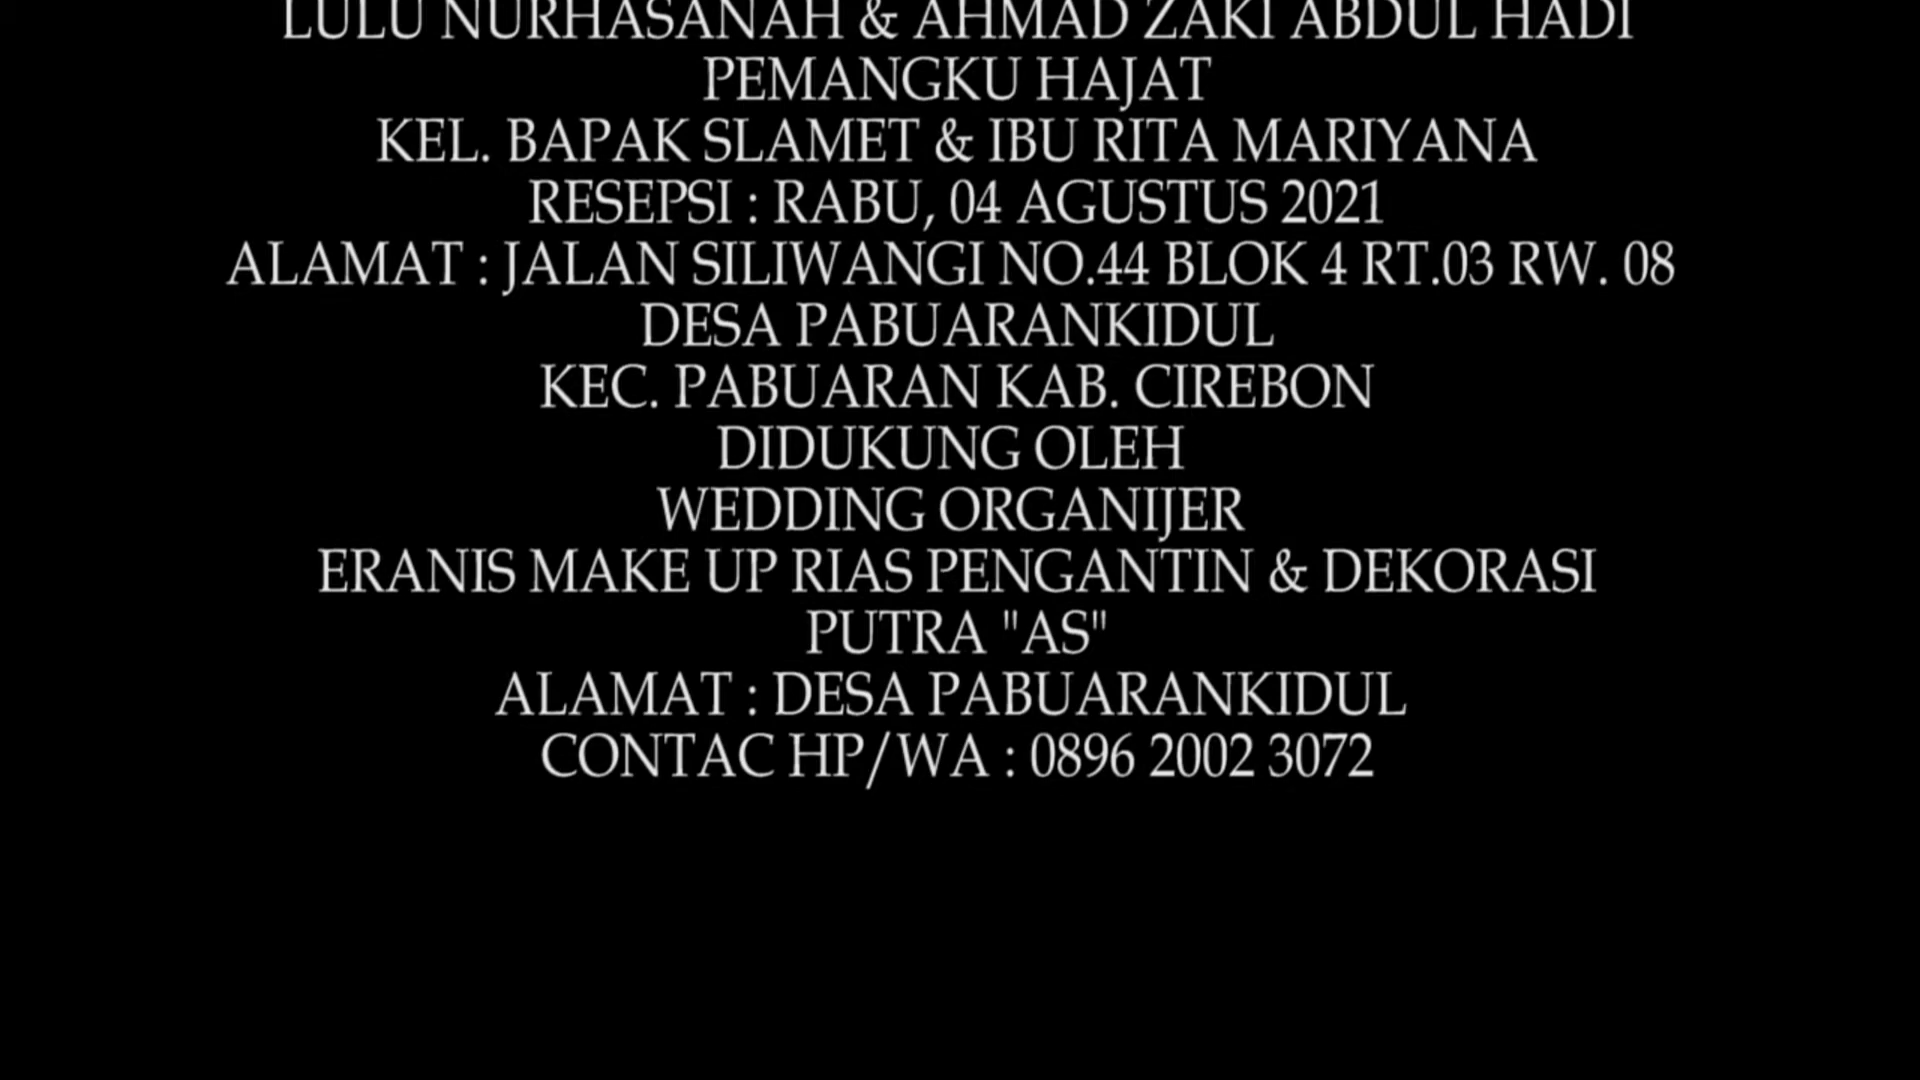 LULU NURHASANAH & AHMAD ZAKI ABDUL HADI
PEMANGKU HAJAT
KEL. BAPAK SLAMET & IBU RITA MARIYANA
RESEPSI : RABU, 04 AGUSTUS 2021
ALAMAT : JALAN SILIWANGI NO.44 BLOK 4 RT.03 RW. 08
DESA PABUARANKIDUL
KEC. PABUARAN KAB. CIREBON
DIDUKUNG OLEH
WEDDING ORGANIJER
ERANIS MAKE UP RIAS PENGANTIN & DEKORASI
PUTRA "AS"
ALAMAT : DESA PABUARANKIDUL
CONTAC HP/WA : 0896 2002 3072